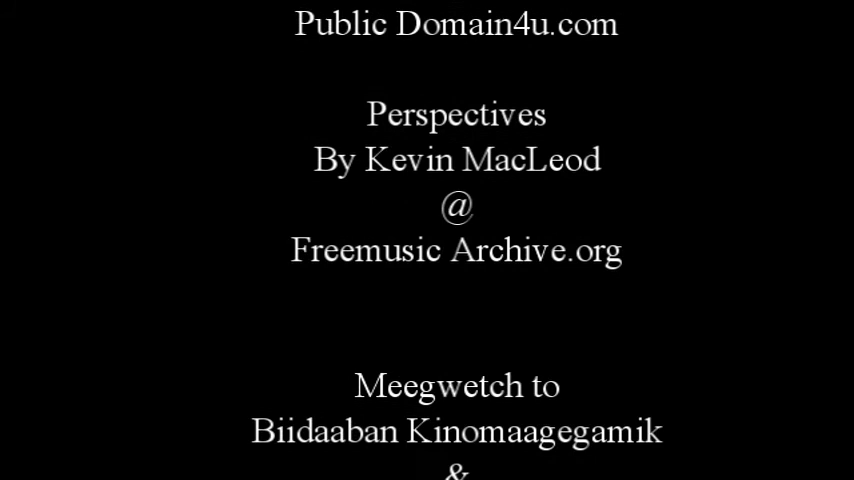 Public Domain4u.com
Perspectives
By Kevin MacLeod
@
Freemusic Archive.org
Meegwetch to
Biidaaban Kinomaagegamik
&